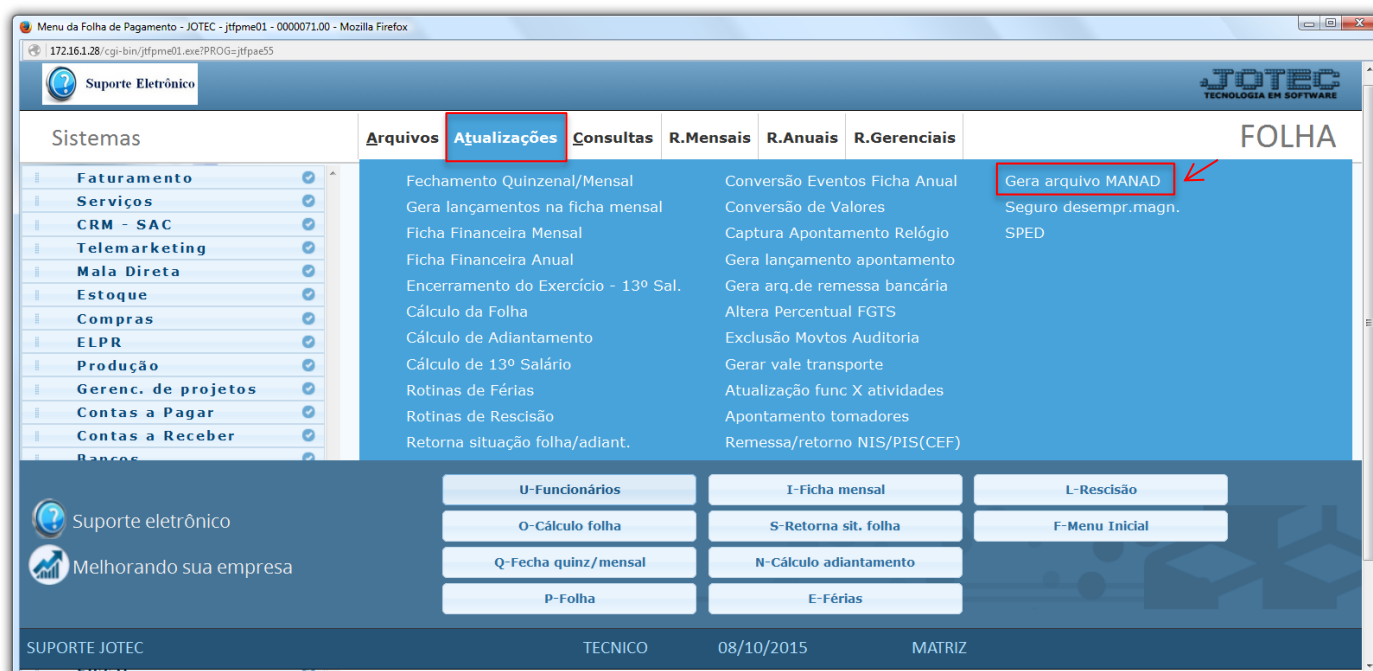 Menu da Folha de Pagamento - JOTEC - jtfpme01 - 0000071.00 - Mozilla Firefox
172.16.1.28/cgi-bin/jtfpme01.exe?PROG=jtfpae55
Suporte Eletrônico
JOTEC
TECNOLOGIA EM SOFTWARE
Sistemas
Arquivos Atualizações Consultas R.Mensais R.Anuais R.Gerenciais
FOLHA
Faturamento
Serviços
CRM - SAC
Telemarketing
Mala Direta
Estoque
Compras
ELPR
Produção
Gerenc. de projetos
Contas a Pagar
Contas a Receber
Bancos
Fechamento Quinzenal/Mensal
Gera lançamentos na ficha mensal
Ficha Financeira Mensal
Ficha Financeira Anual
Encerramento do Exercício - 13º Sal.
Cálculo da Folha
Cálculo de Adiantamento
Cálculo de 13º Salário
Rotinas de Férias
Rotinas de Rescisão
Retorna situação folha/adiant.
Conversão Eventos Ficha Anual
Conversão de Valores
Captura Apontamento Relógio
Gera lançamento apontamento
Gera arq.de remessa bancária
Altera Percentual FGTS
Exclusão Movtos Auditoria
Gerar vale transporte
Atualização func X atividades
Apontamento tomadores
Remessa/retorno NIS/PIS(CEF)
Gera arquivo MANAD
Seguro desempr.magn.
SPED
Suporte eletrônico
Melhorando sua empresa
U-Funcionários I-Ficha mensal L-Rescisão
O-Cálculo folha S-Retorna sit. folha F-Menu Inicial
Q-Fecha quinz/mensal N-Cálculo adiantamento
P-Folha E-Férias
SUPORTE JOTEC TECNICO 08/10/2015 MATRIZ